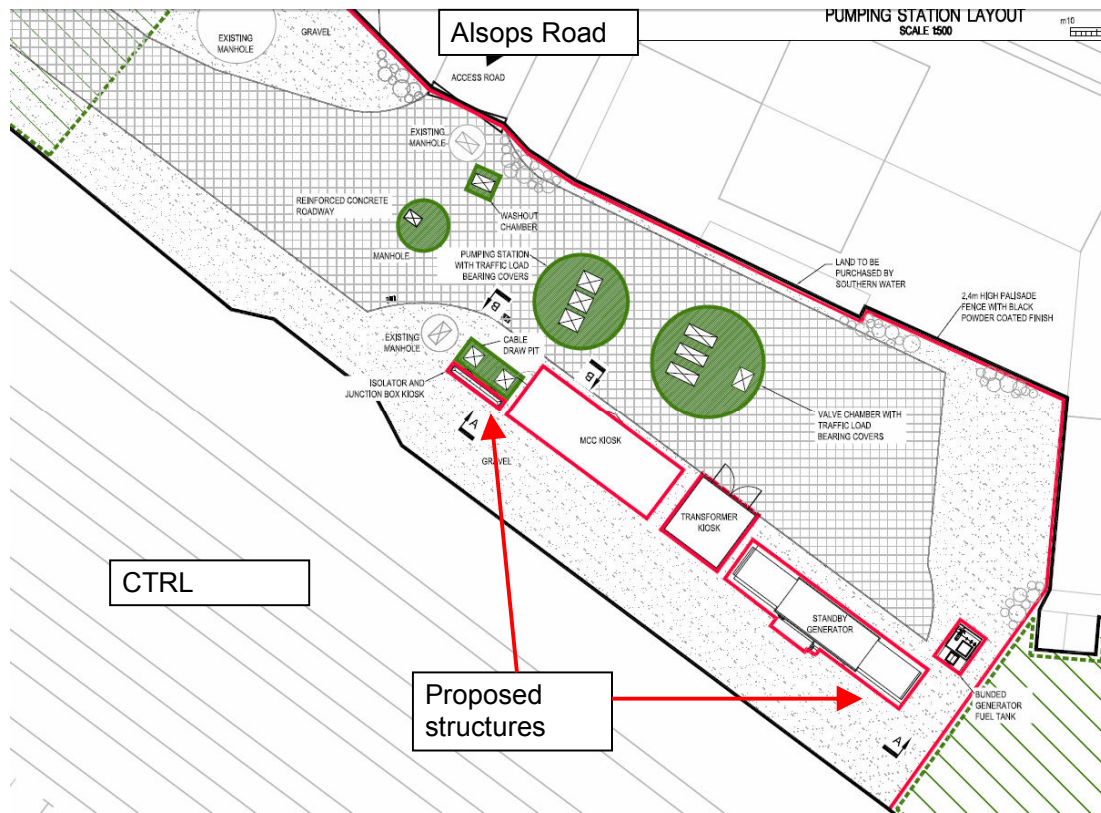 PUMPING STATION LAYOUT
SCALE 1:500
m10
Alsops Road
EXISTING
MANHOLE
GRAVEL
ACCESS ROAD
EXISTING
MANHOLE
REINFORCED CONCRETE
ROADWAY
WASHOUT
CHAMBER
MANHOLE
PUMPING STATION
WITH TRAFFIC LOAD
BEARING COVERS
LAND TO BE
PURCHASED BY
SOUTHERN WATER
2,4m HIGH PALISADE
FENCE WITH BLACK
POWDER COATED FINISH
B
EXISTING
MANHOLE
CABLE
DRAW PIT
B
ISOLATOR AND
JUNCTION BOX KIOSK
A
MCC KIOSK
VALVE CHAMBER WITH
TRAFFIC LOAD
BEARING COVERS
GRAVEL
TRANSFORMER
KIOSK
CTRL
STANDBY
GENERATOR
Proposed
structures
BUNDED
GENERATOR
FUEL TANK
A